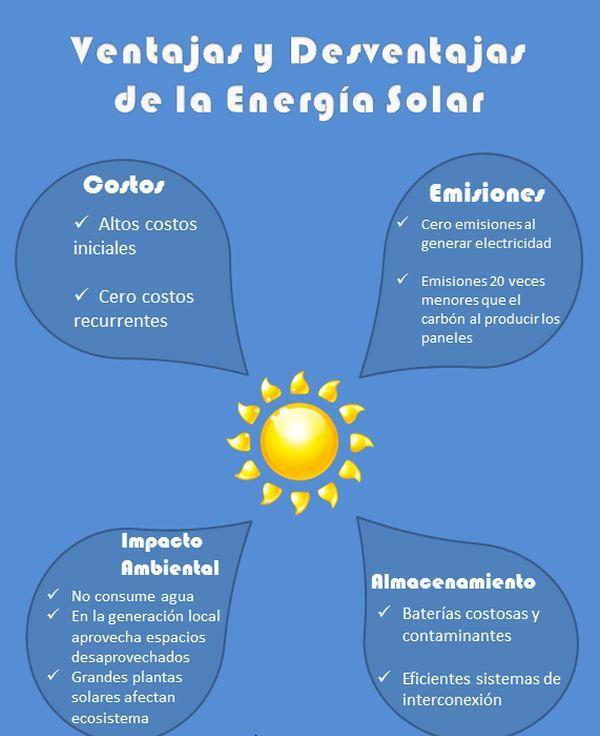 Ventajas y Desventajas
de la Energía Solar
Costos
✓ Altos costos
iniciales
✓ Cero costos
recurrentes
Emisiones
✓ Cero emisiones al
generar electricidad
✓ Emisiones 20 veces
menores que el
carbón al producir los
paneles
Impacto
Ambiental
✓ No consume agua
✓ En la generación local
aprovecha espacios
desaprovechados
✓ Grandes plantas
solares afectan
ecosistema
Almacenamiento
✓ Baterías costosas y
contaminantes
✓ Eficientes sistemas de
interconexión